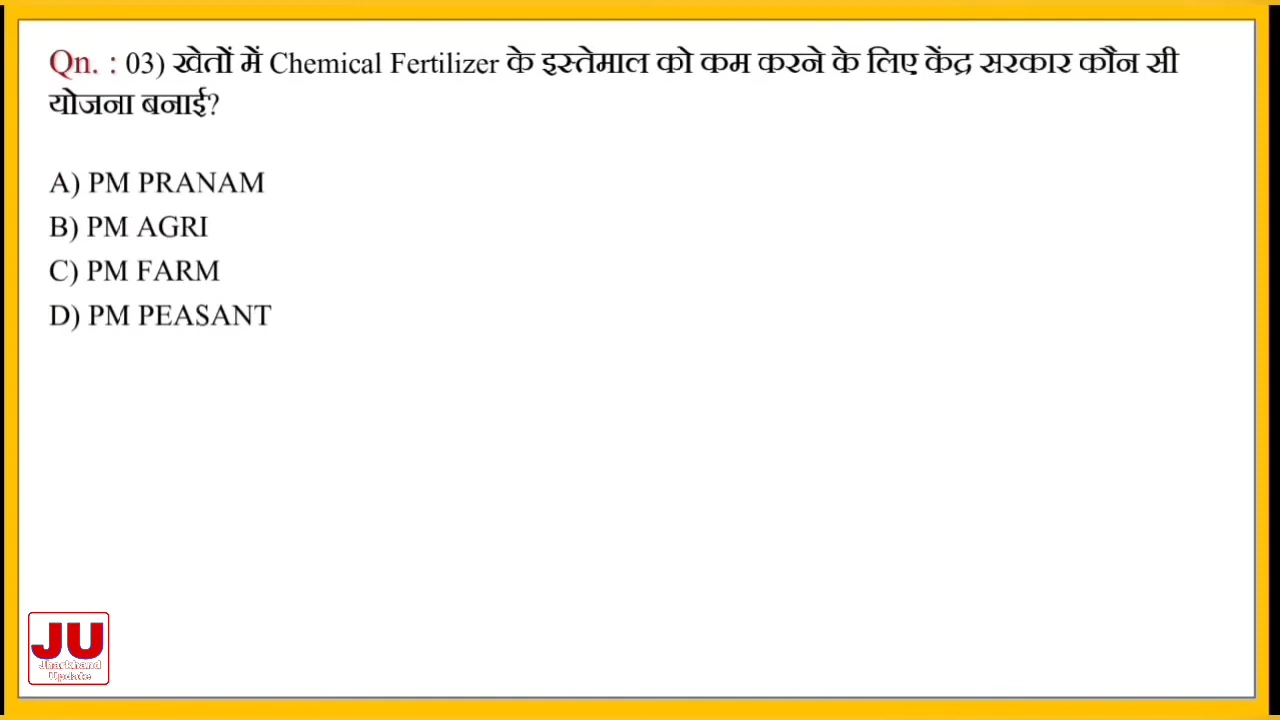 Qn. : 03) खेतों में Chemical Fertilizer के इस्तेमाल को कम करने के लिए केंद्र सरकार कौन सी
योजना बनाई?
A) PM PRANAM
B) PM AGRI
C) PM FARM
D) PM PEASANT
JU
Jharkhand
Update